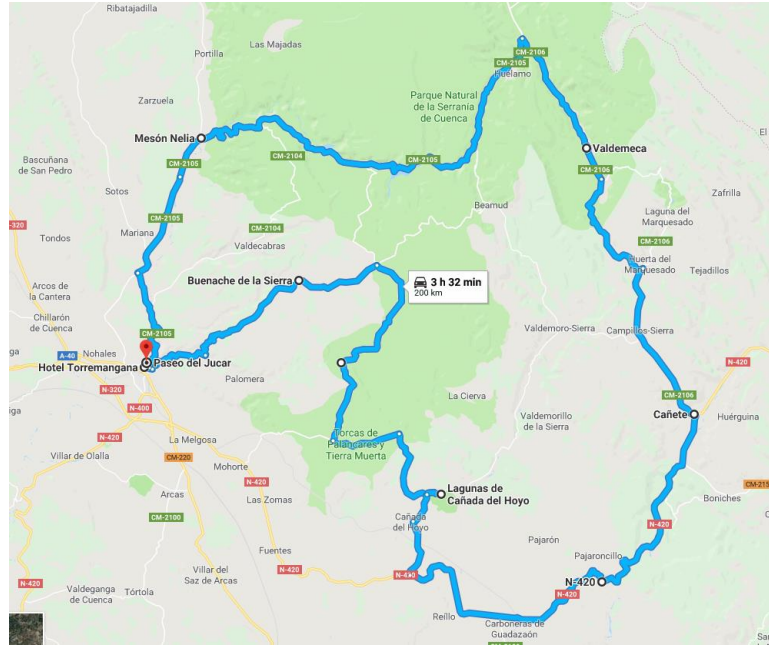 Ribatajadilla
Las Majadas
Portilla
CM-2106
CM-2105
Huélamo
CM-2106
Parque Natural
de la Serranía
de Cuenca
Zarzuela
Mesón Nelia
Valdemeca
CM-2104
CM-2105
CM-2105
Bascuñana
de San Pedro
CM-2106
Zafrilla
Sotos
Beamud
CM-2105
Laguna del
Marquesado
N-320
Mariana
CM-2104
Tondos
Valdecabras
CM-2106
Huerta del
Marquesado
Tejadillos
Arcos de
la Cantera
Buenache de la Sierra
3 h 32 min
200 km
Chillarón
de Cuenca
CM-2105
Valdemoro-Sierra
Campillos-Sierra
A-40
Nohales
Paseo del Jucar
Hotel Torremangana
Palomera
N-320
N-400
La Cierva
CM-2106
N-420
Cañete
Huérguina
N-420
La Melgosa
Torcas de
Palancares y
Tierra Muerta
Valdemorillo
de la Sierra
Villar de Olalla
CM-220
Mohorte
Arcas
Las Zomas
Lagunas de
Cañada del Hoyo
Boniches
CM-215
CM-2100
Cañada
del Hoyo
N-420
Fuentes
Pajarón
Pajaroncillo
N-420
N-420
N-420
N-420
Villar del
Saz de Arcas
Valdeganga
de Cuenca
Tórtola
Reíllo
Carboneras de
Guadazaón